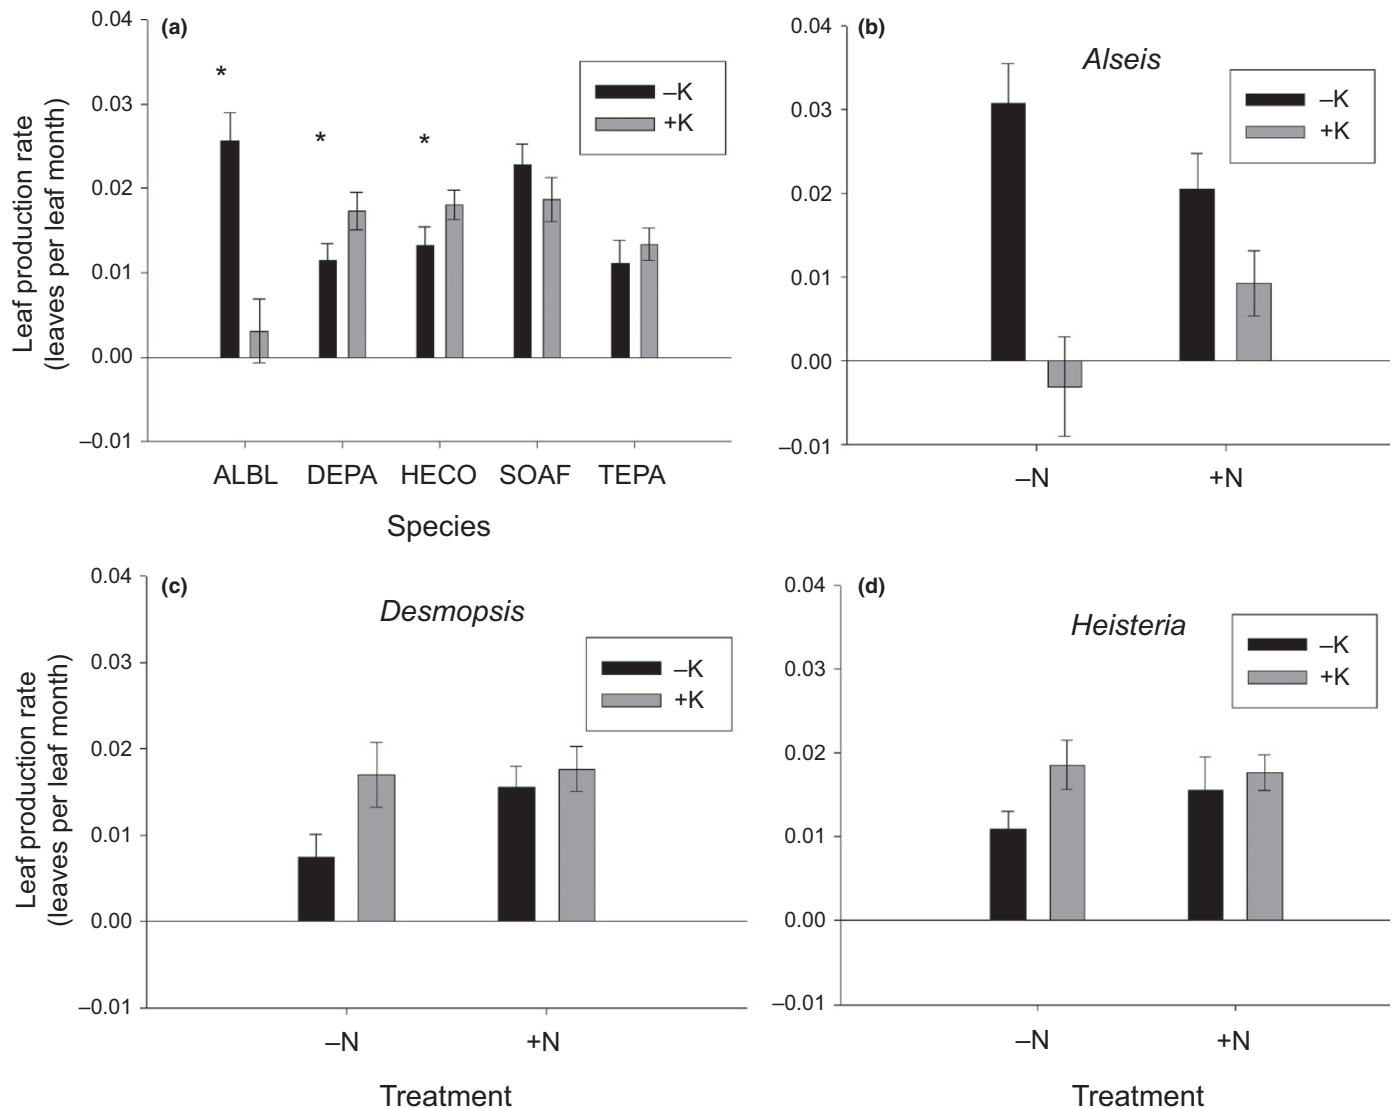 (a)
0.04
0.03
0.02
0.01
0.00
–0.01
Leaf production rate
(leaves per leaf month)
*
*
*
–K
+K
ALBL DEPA HECO SOAF TEPA
Species
(b)
Alseis
0.04
0.03
0.02
0.01
0.00
–0.01
–K
+K
–N +N
(c)
Desmopsis
0.04
0.03
0.02
0.01
0.00
–0.01
Leaf production rate
(leaves per leaf month)
–K
+K
–N +N
Treatment
(d)
Heisteria
0.04
0.03
0.02
0.01
0.00
–0.01
–K
+K
–N +N
Treatment